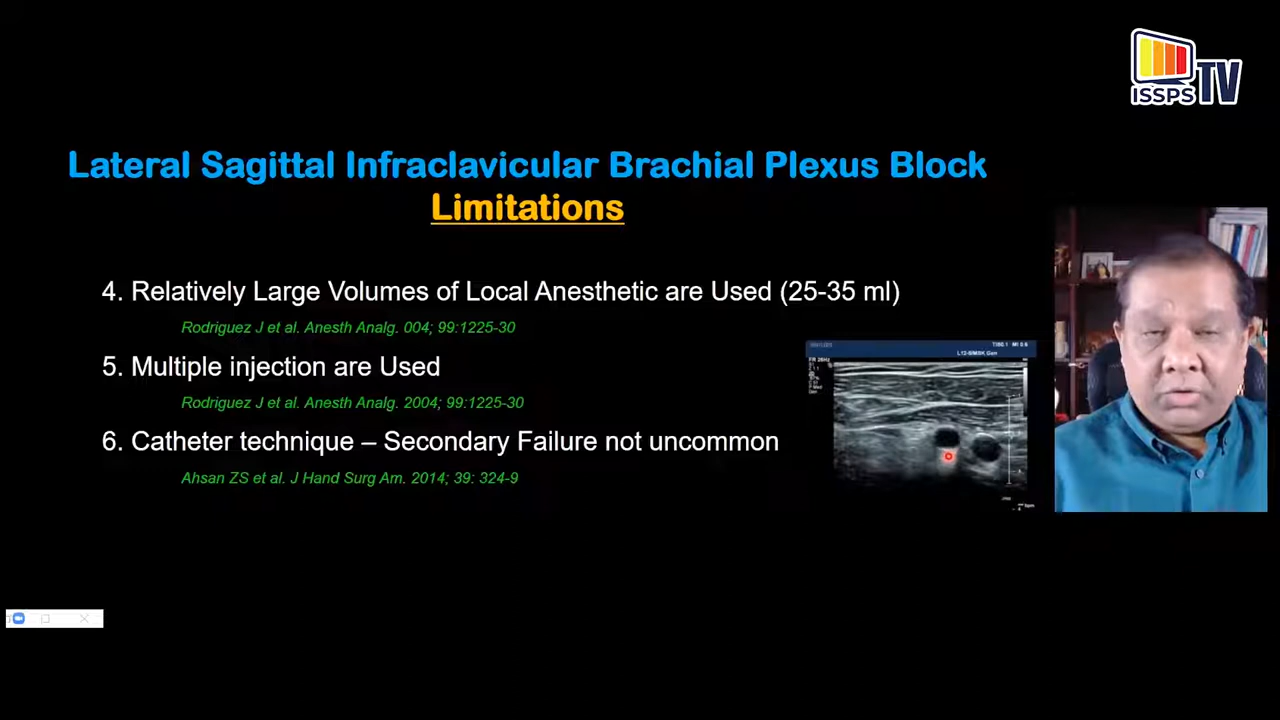 ISSPS TV
Lateral Sagittal Infraclavicular Brachial Plexus Block
Limitations
4. Relatively Large Volumes of Local Anesthetic are Used (25-35 ml)
Rodriguez J et al. Anesth Analg. 004; 99:1225-30
5. Multiple injection are Used
Rodriguez J et al. Anesth Analg. 2004; 99:1225-30
6. Catheter technique – Secondary Failure not uncommon
Ahsan ZS et al. J Hand Surg Am. 2014; 39: 324-9